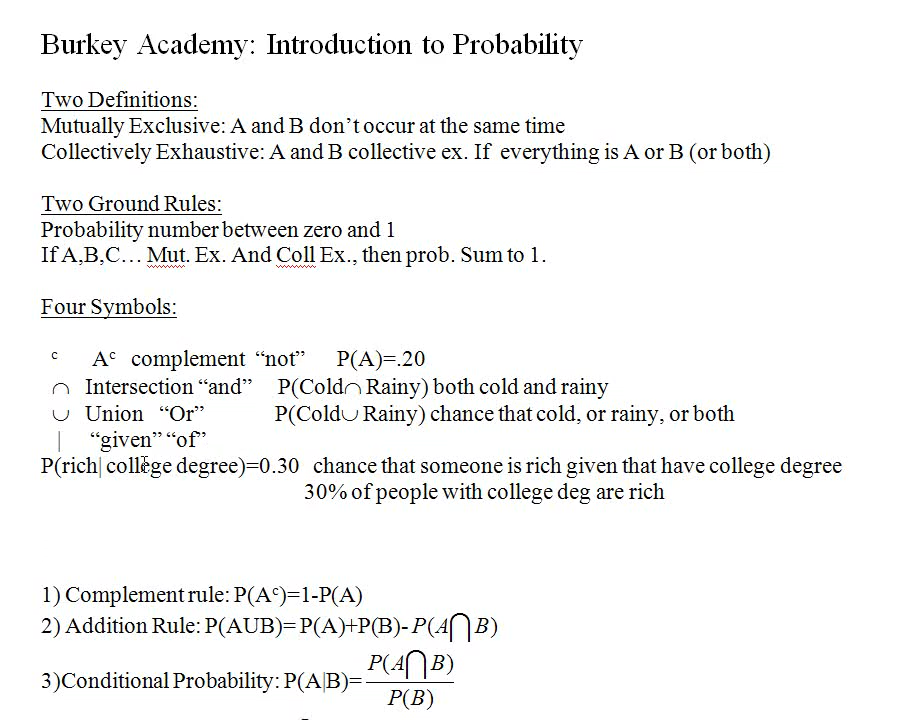 Burkey Academy: Introduction to Probability
Two Definitions:
Mutually Exclusive: A and B don’t occur at the same time
Collectively Exhaustive: A and B collective ex. If everything is A or B (or both)
Two Ground Rules:
Probability number between zero and 1
If A,B,C… Mut. Ex. And Coll Ex., then prob. Sum to 1.
Four Symbols:
ᶜ Aᶜ complement “not” P(A)=.20
∩ Intersection “and” P(Cold∩ Rainy) both cold and rainy
∪ Union “Or” P(Cold∪ Rainy) chance that cold, or rainy, or both
| “given” “of”
P(rich| college degree)=0.30 chance that someone is rich given that have college degree
30% of people with college deg are rich
1) Complement rule: P(Aᶜ)=1-P(A)
2) Addition Rule: P(AUB)= P(A)+P(B)- P(A⋂B)
3)Conditional Probability: P(A|B)= P(A⋂B)
P(B)